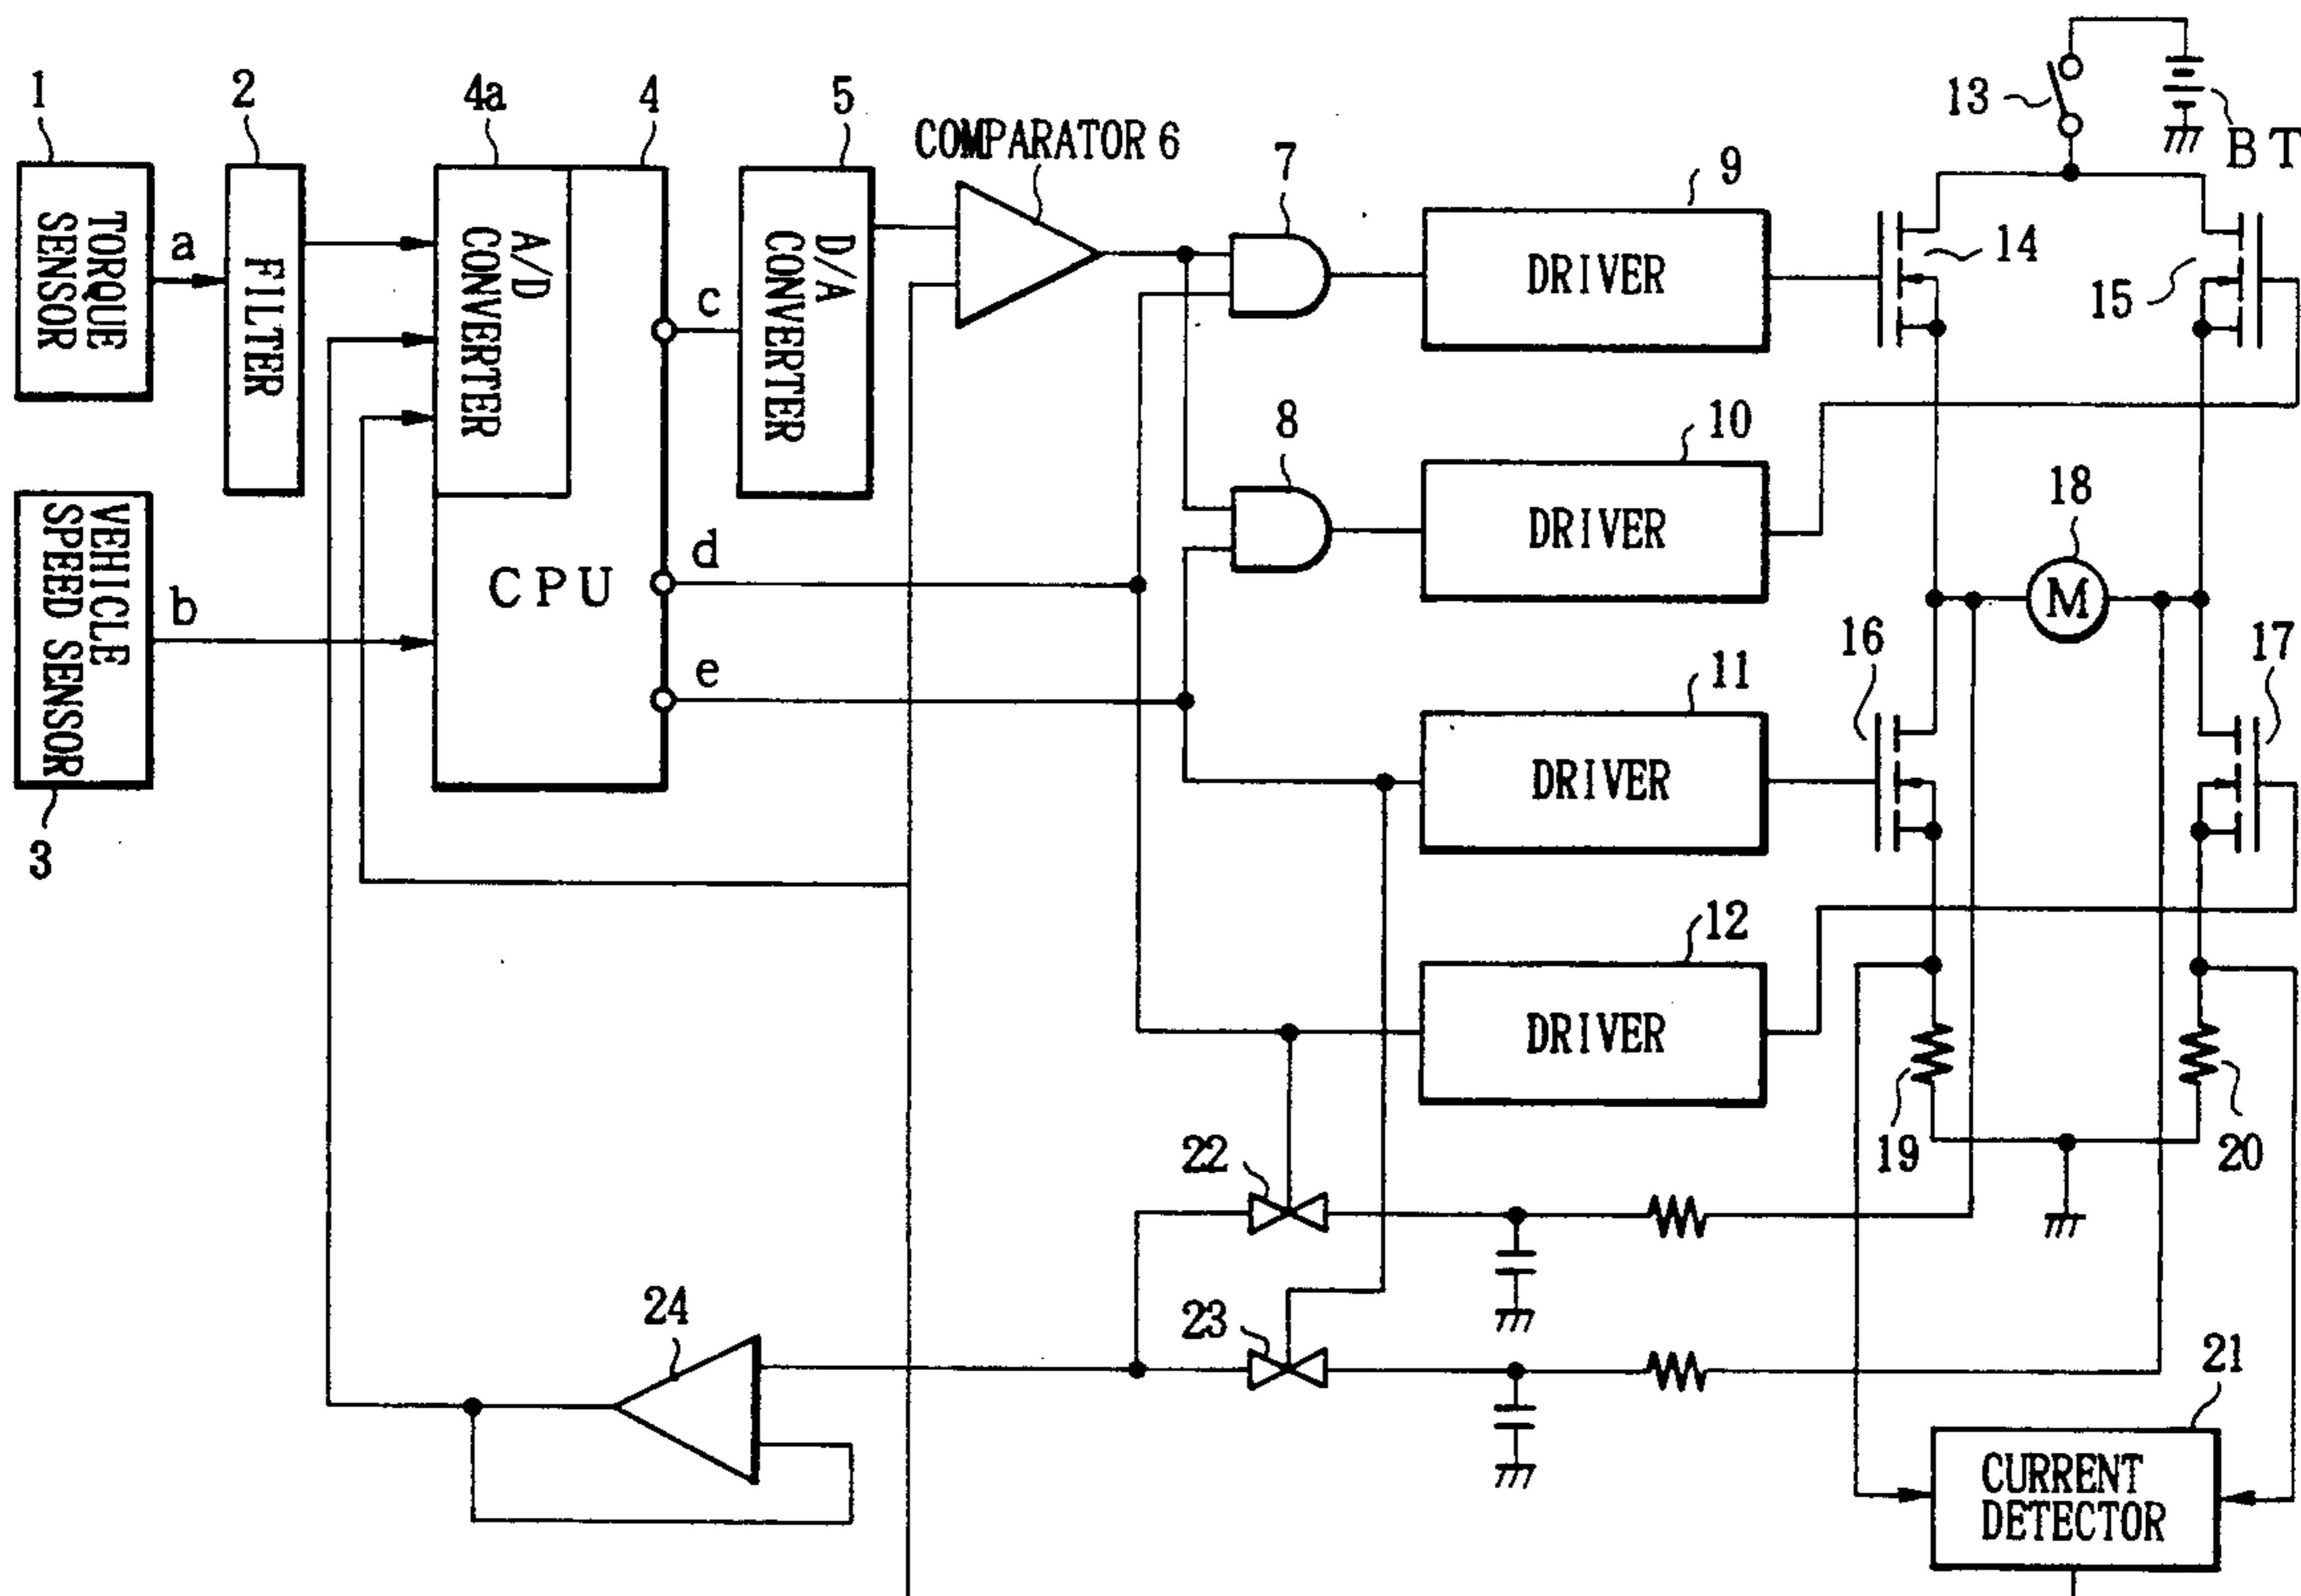 1
2
4a
4
5
COMPARATOR 6
7
9
13
BT
14
15
TORQUE
SENSOR
a
FILTER
A/D
CONVERTER
c
D/A
CONVERTER
DRIVER
8
10
DRIVER
18
M
VEHICLE
SPEED SENSOR
b
3
CPU
d
e
11
DRIVER
16
17
12
DRIVER
19
20
22
23
24
21
CURRENT
DETECTOR